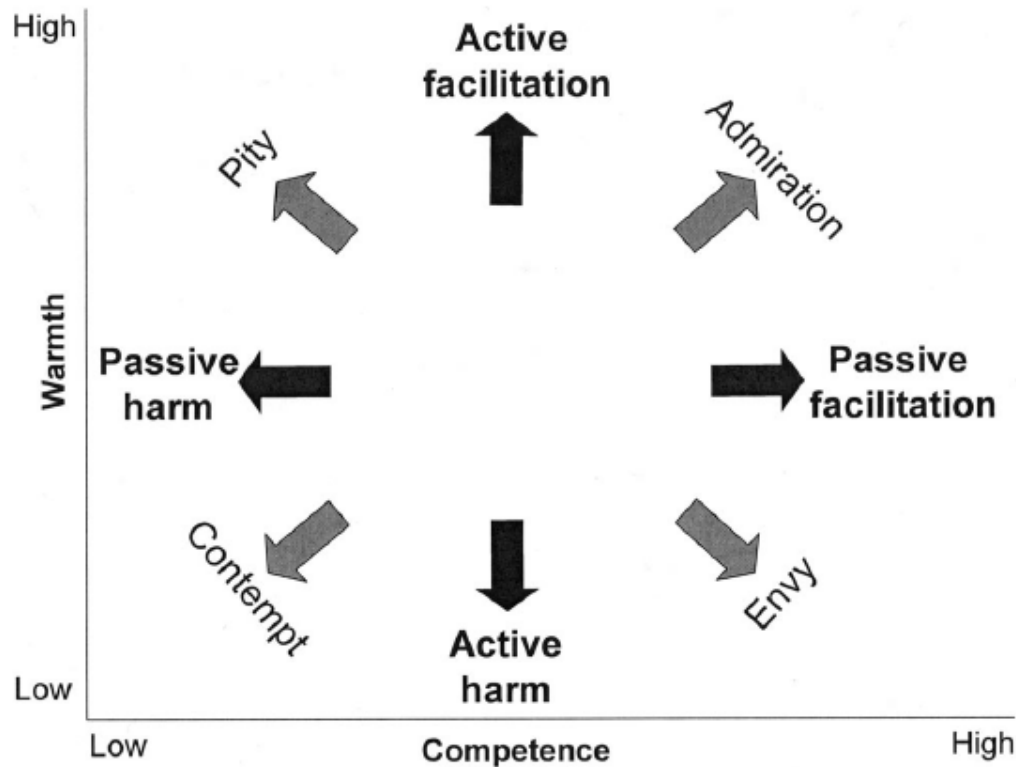 High
Active
facilitation
Pity
Admiration
Warmth
Passive
harm
Passive
facilitation
Contempt
Envy
Active
harm
Low
Low
Competence
High